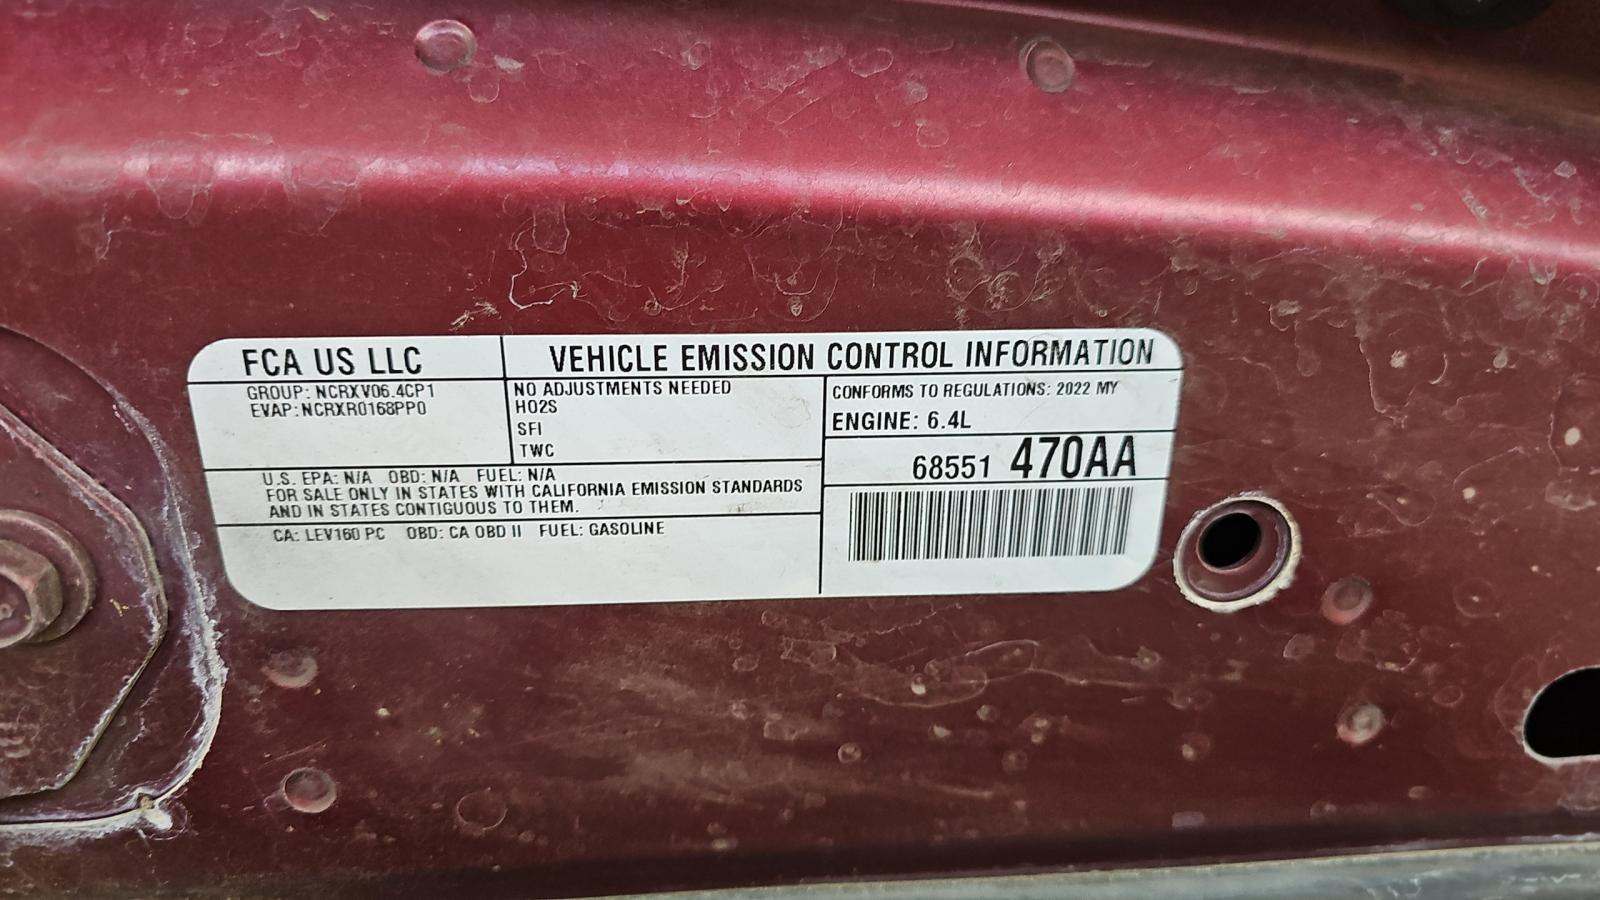 FCA US LLC
VEHICLE EMISSION CONTROL INFORMATION
GROUP: NCRXV06.4CP1
EVAP: NCRXR0168PP0
NO ADJUSTMENTS NEEDED
HO2S
SFI
TWC
CONFORMS TO REGULATIONS: 2022 MY
ENGINE: 6.4L
68551 470AA
U.S. EPA: N/A OBD: N/A FUEL: N/A
FOR SALE ONLY IN STATES WITH CALIFORNIA EMISSION STANDARDS
AND IN STATES CONTIGUOUS TO THEM.
CA: LEV160 PC OBD: CA OBD II FUEL: GASOLINE